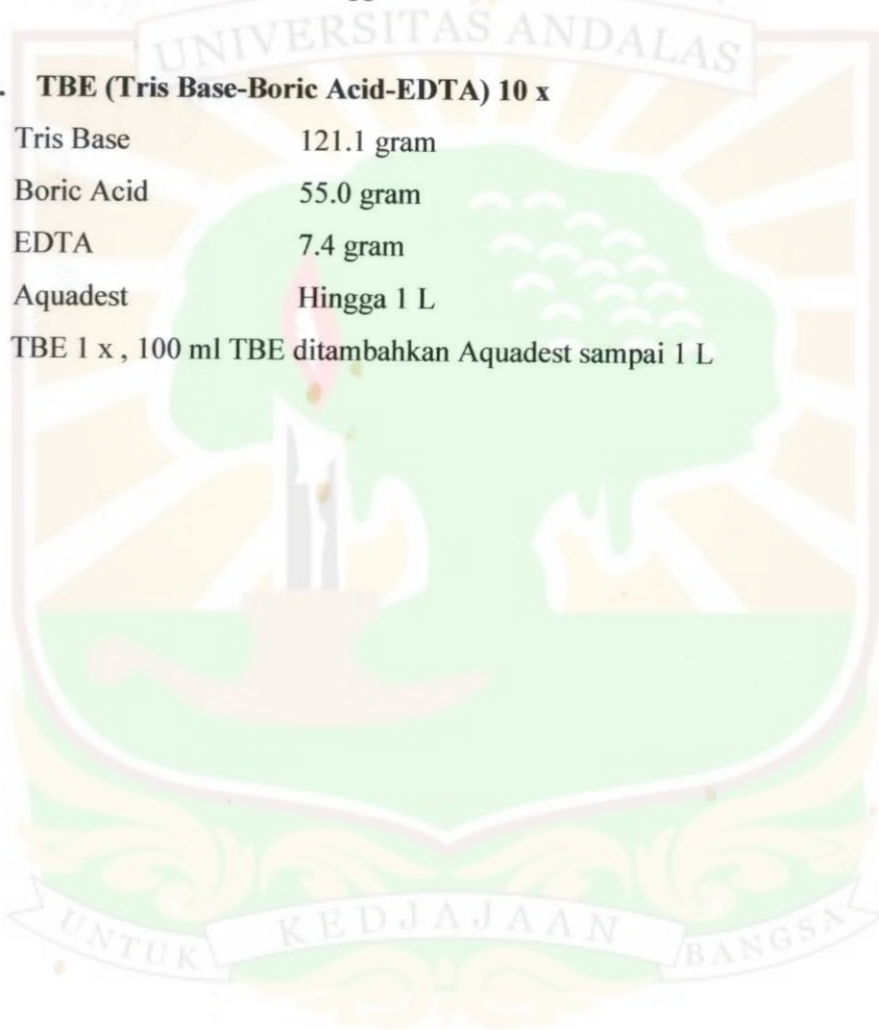 UNIVERSITAS ANDALAS
. TBE (Tris Base-Boric Acid-EDTA) 10 x
Tris Base 121.1 gram
Boric Acid 55.0 gram
EDTA 7.4 gram
Aquadest Hingga 1 L
TBE 1 x , 100 ml TBE ditambahkan Aquadest sampai 1 L
UNTUK KEDJAJAAN BANGSA